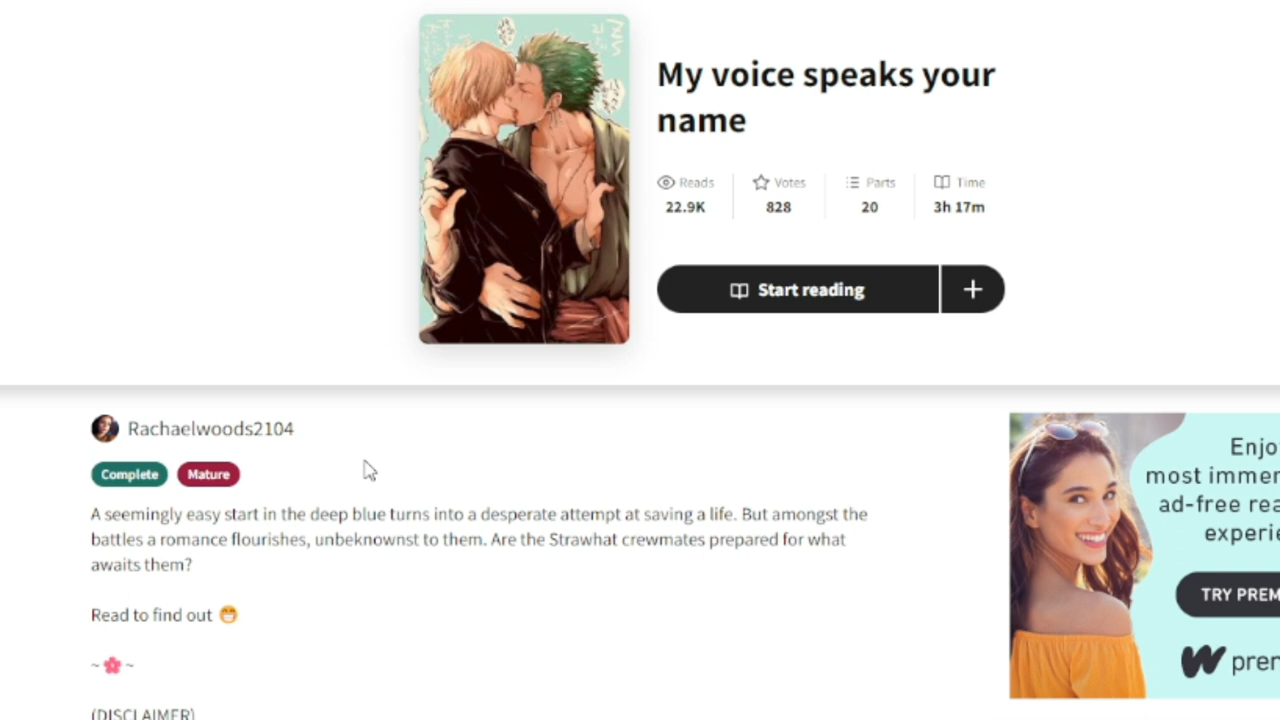 My voice speaks your
name
Reads
Votes
Parts
Time
22.9K
828
20
3h 17m
Start reading
Rachaelwoods2104
Complete
Mature
A seemingly easy start in the deep blue turns into a desperate attempt at saving a life. But amongst the
battles a romance flourishes, unbeknownst to them. Are the Strawhat crewmates prepared for what
awaits them?
Read to find out 😁
~ 🌸 ~
(DISCLAIMER)
Enjo
most immer
ad-free rea
experie
TRY PREM
W prem